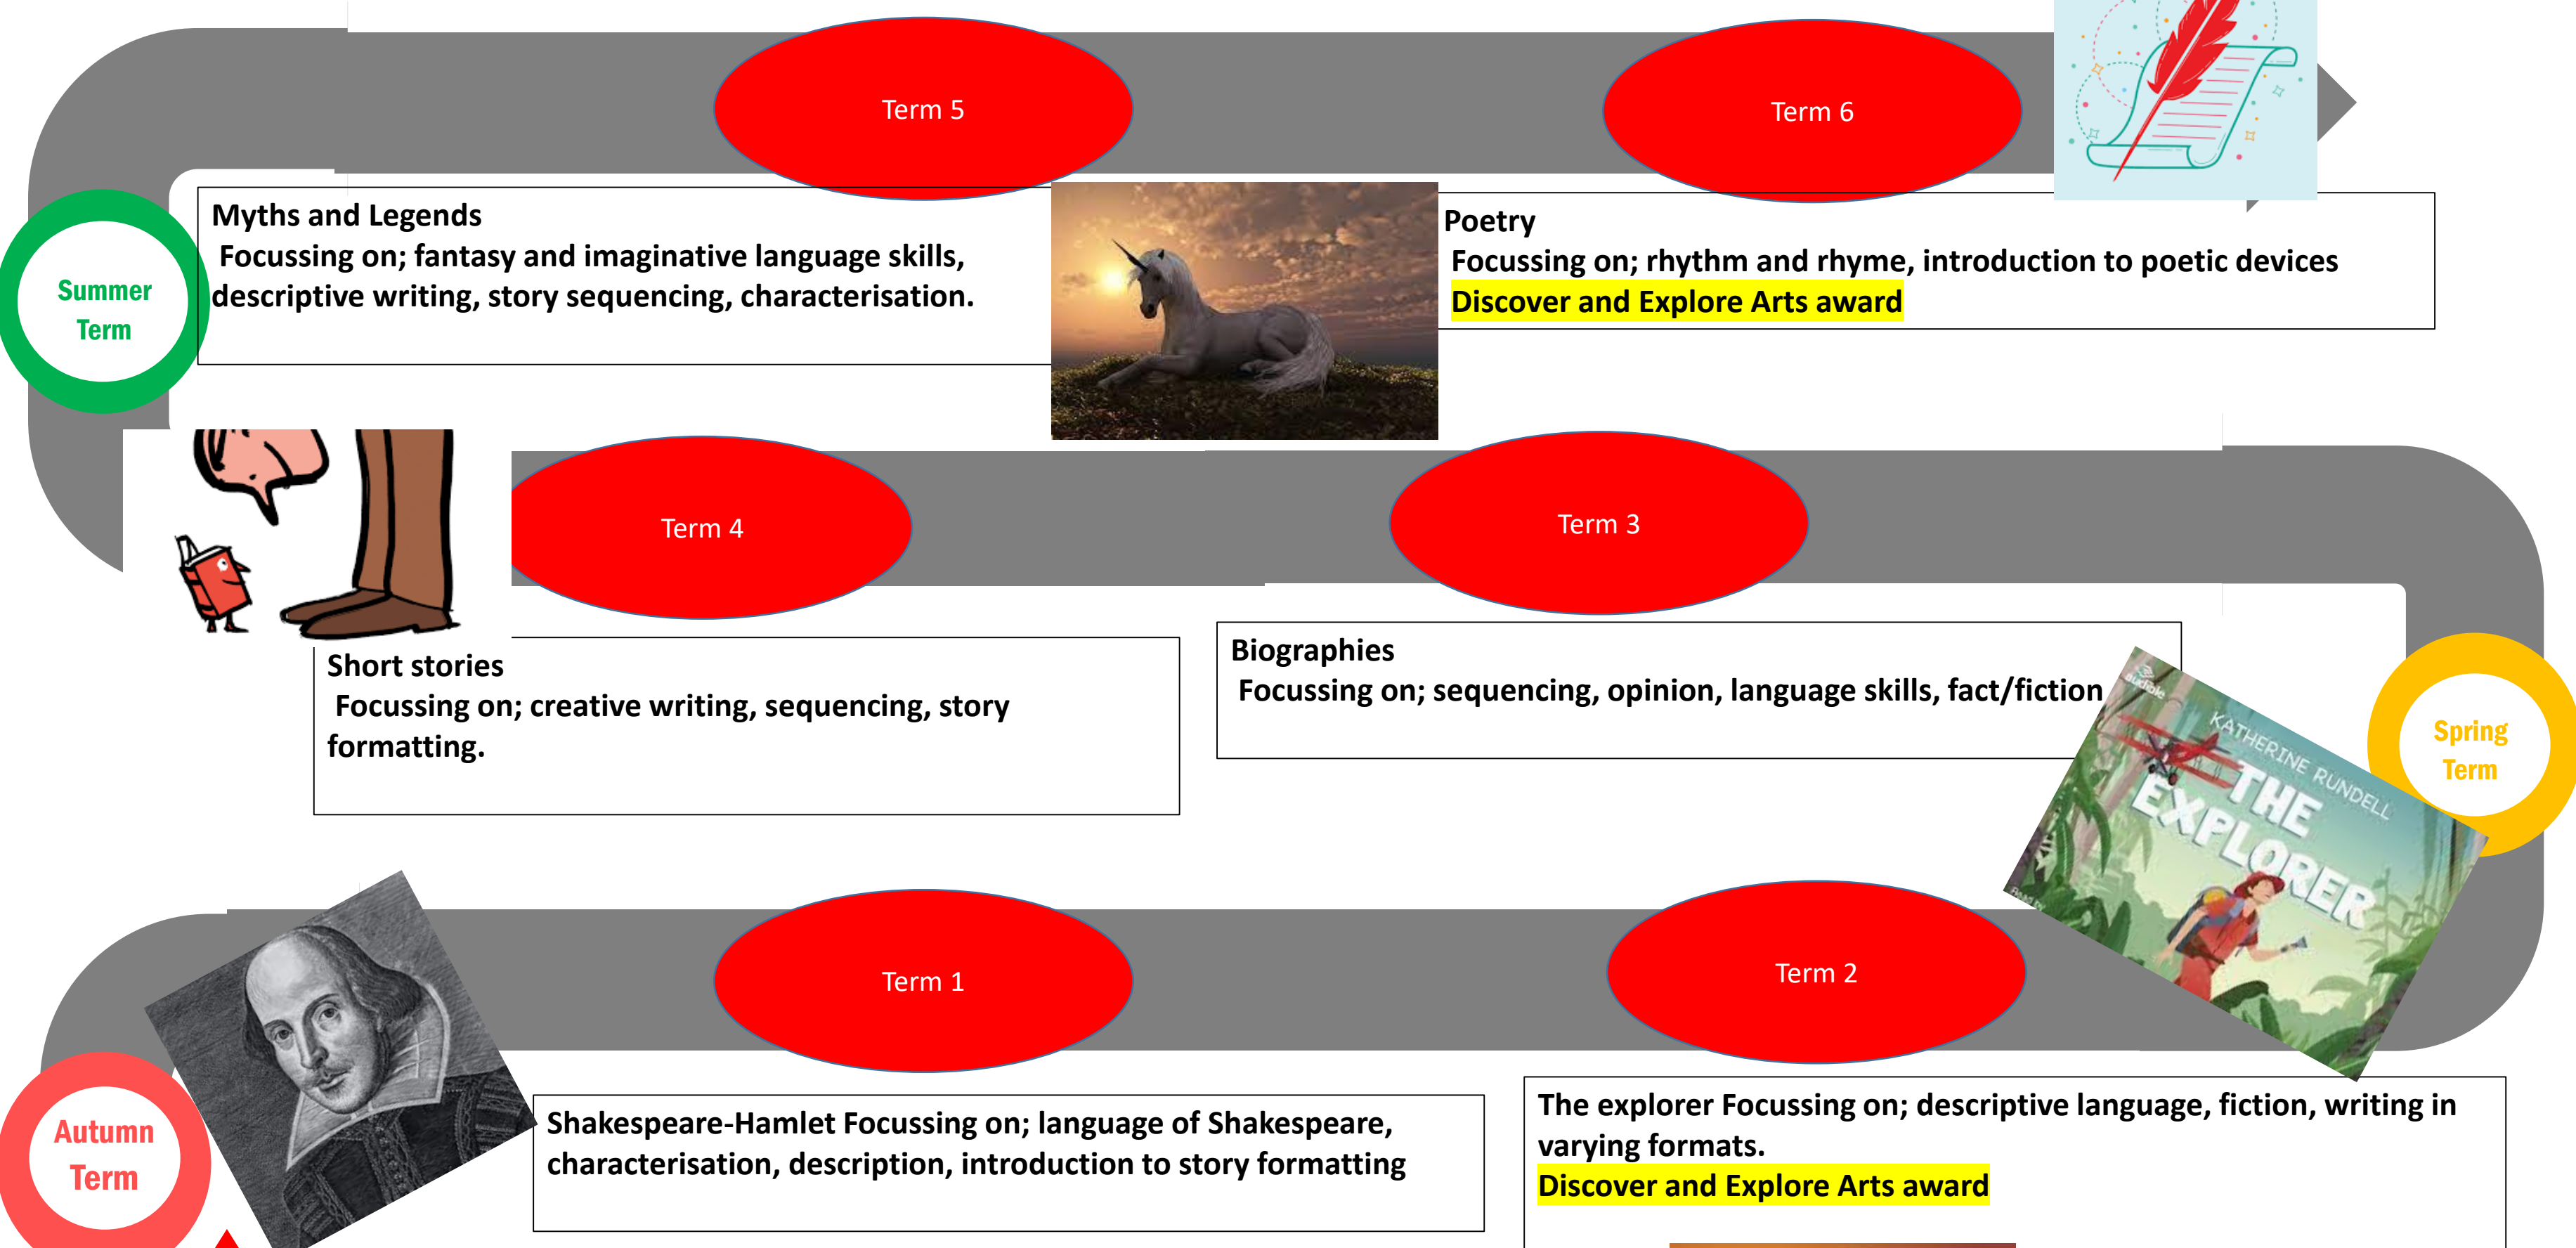 Term 5
Term 6
Myths and Legends
Focussing on; fantasy and imaginative language skills,
descriptive writing, story sequencing, characterisation.
Poetry
Focussing on; rhythm and rhyme, introduction to poetic devices
Discover and Explore Arts award
Summer
Term
Term 4
Term 3
Short stories
Focussing on; creative writing, sequencing, story
formatting.
Biographies
Focussing on; sequencing, opinion, language skills, fact/fiction
audible
KATHERINE RUNDELL
THE
EXPLORER
Read by
Spring
Term
Term 1
Term 2
Autumn
Term
Shakespeare-Hamlet Focussing on; language of Shakespeare,
characterisation, description, introduction to story formatting
The explorer Focussing on; descriptive language, fiction, writing in
varying formats.
Discover and Explore Arts award